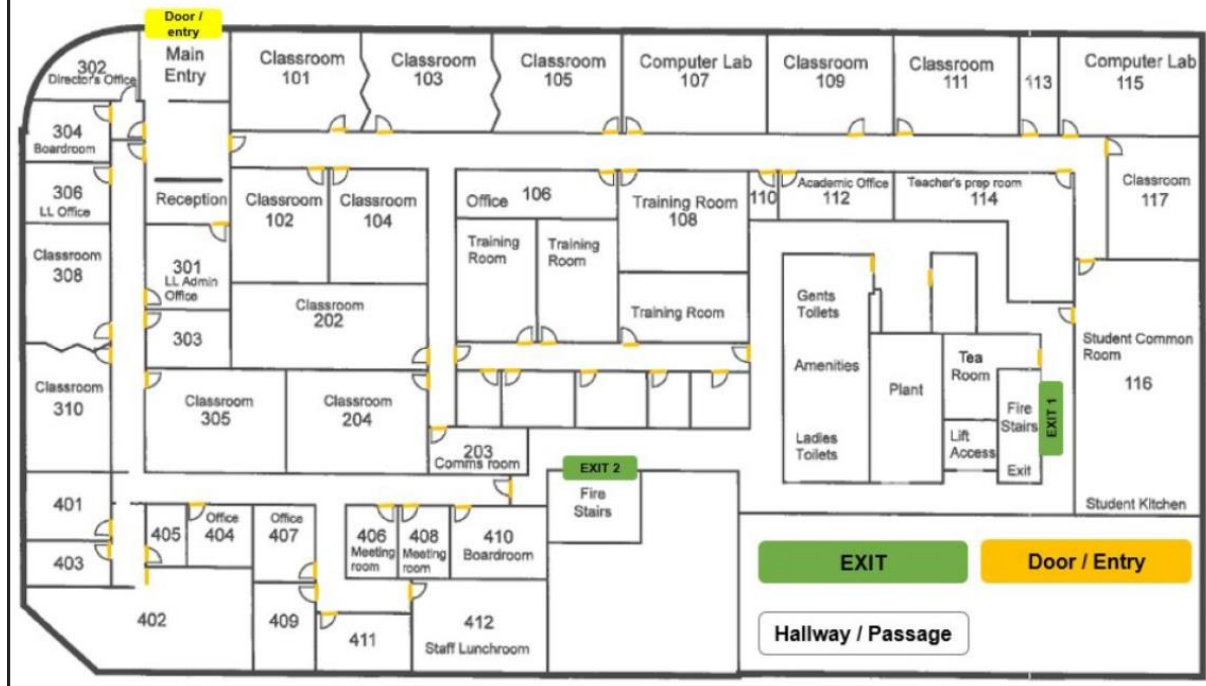 Door /
entry
Main
Entry
302
Director's Office
Classroom
101
Classroom
103
Classroom
105
Computer Lab
107
Classroom
109
Classroom
111
113
Computer Lab
115
304
Boardroom
306
LL Office
Reception
Classroom
102
Classroom
104
Office 106
Training Room
108
110
Academic Office
112
Teacher's prep room
114
Classroom
117
Classroom
308
301
LL Admin
Office
Training
Room
Training
Room
Training Room
Classroom
202
303
Gents
Toilets
Amenities
Ladies
Toilets
Plant
Tea
Room
Fire
Stairs
Exit
EXIT 1
Lift
Access
Student Common
Room
116
Student Kitchen
Classroom
310
Classroom
305
Classroom
204
203
Comms room
EXIT 2
Fire
Stairs
401
403
405
Office
404
Office
407
406
Meeting
room
408
Meeting
room
410
Boardroom
402
409
411
412
Staff Lunchroom
EXIT
Door / Entry
Hallway / Passage